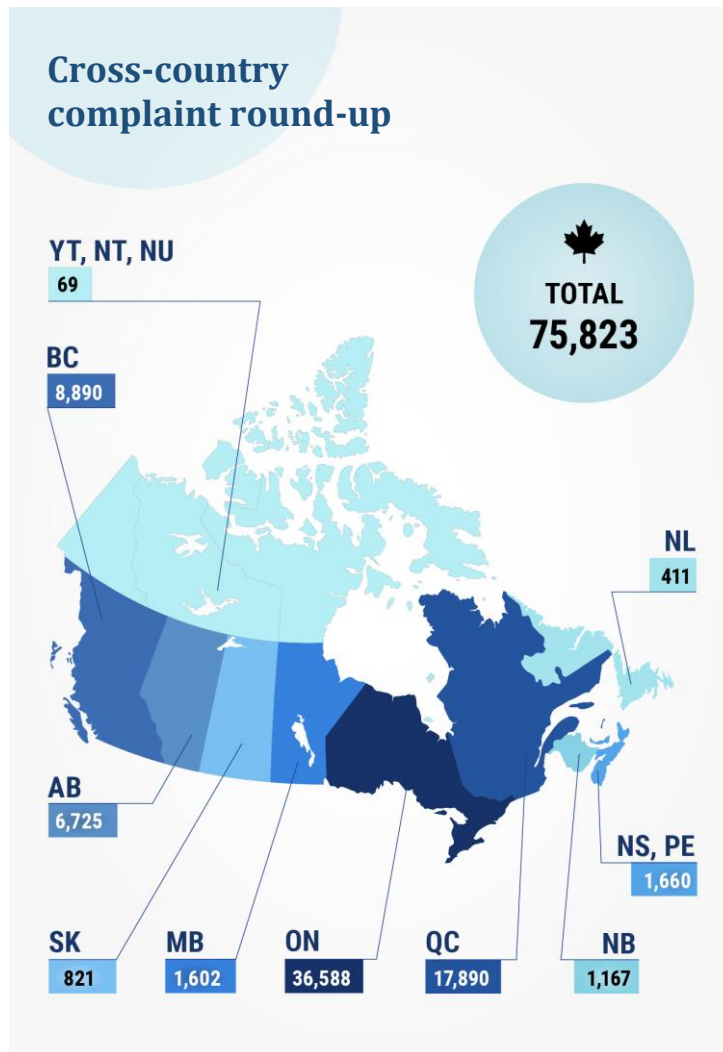 Cross-country
complaint round-up
TOTAL
75,823
YT, NT, NU
69
BC
8,890
NL
411
AB
6,725
NS, PE
1,660
SK
821
MB
1,602
ON
36,588
QC
17,890
NB
1,167